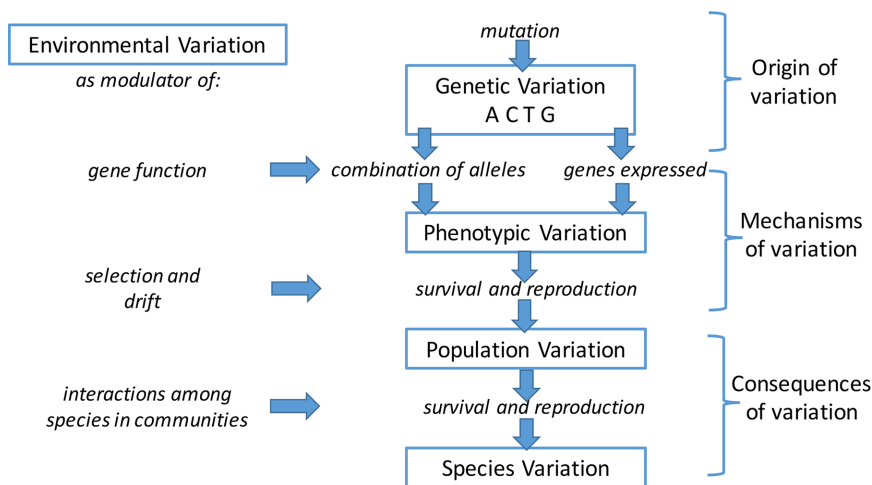 Environmental Variation
as modulator of:
mutation
Genetic Variation
A C T G
Origin of
variation
gene function
combination of alleles
genes expressed
Phenotypic Variation
Mechanisms
of variation
selection and
drift
survival and reproduction
Population Variation
interactions among
species in communities
survival and reproduction
Consequences
of variation
Species Variation